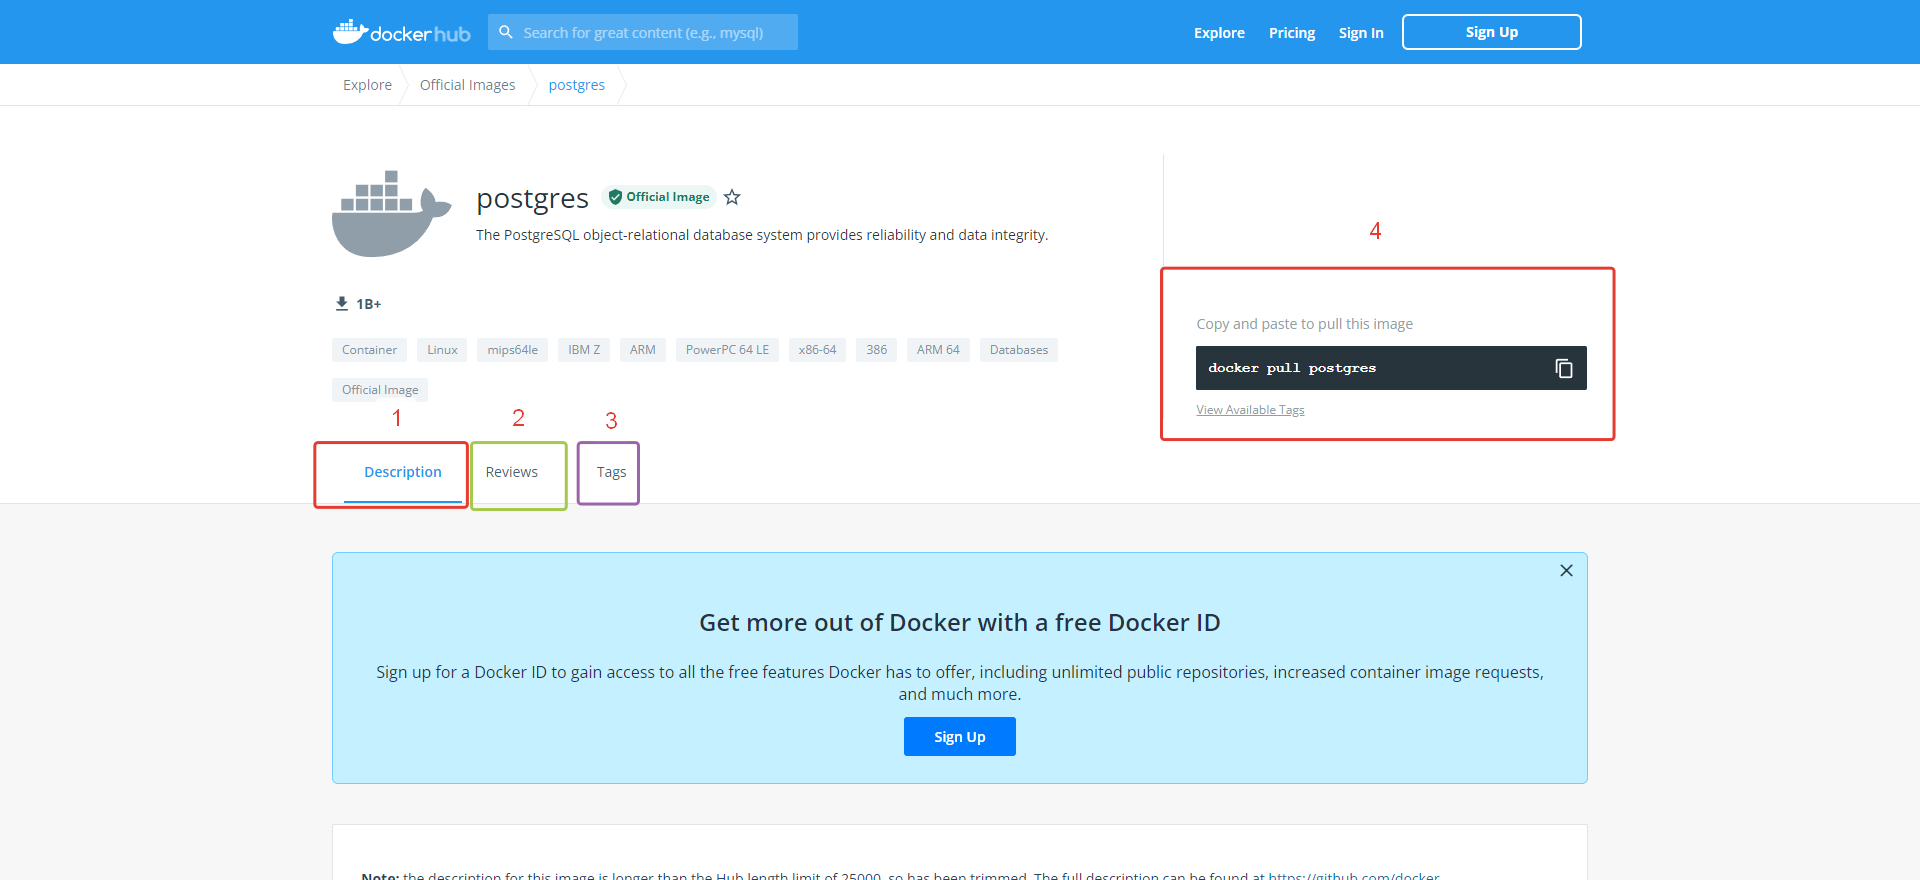 docker hub
Search for great content (e.g., mysql)
Explore
Pricing
Sign In
Sign Up
Explore
Official Images
postgres
postgres
Official Image
The PostgreSQL object-relational database system provides reliability and data integrity.
4
1B+
Copy and paste to pull this image
docker pull postgres
View Available Tags
Container
Linux
mips64le
IBM Z
ARM
PowerPC 64 LE
x86-64
386
ARM 64
Databases
Official Image
1
2
3
Description
Reviews
Tags
Get more out of Docker with a free Docker ID
Sign up for a Docker ID to gain access to all the free features Docker has to offer, including unlimited public repositories, increased container image requests,
and much more.
Sign Up
Note: the description for this image is longer than the Hub length limit of 25000, so has been trimmed. The full description can be found at https://github.com/docker